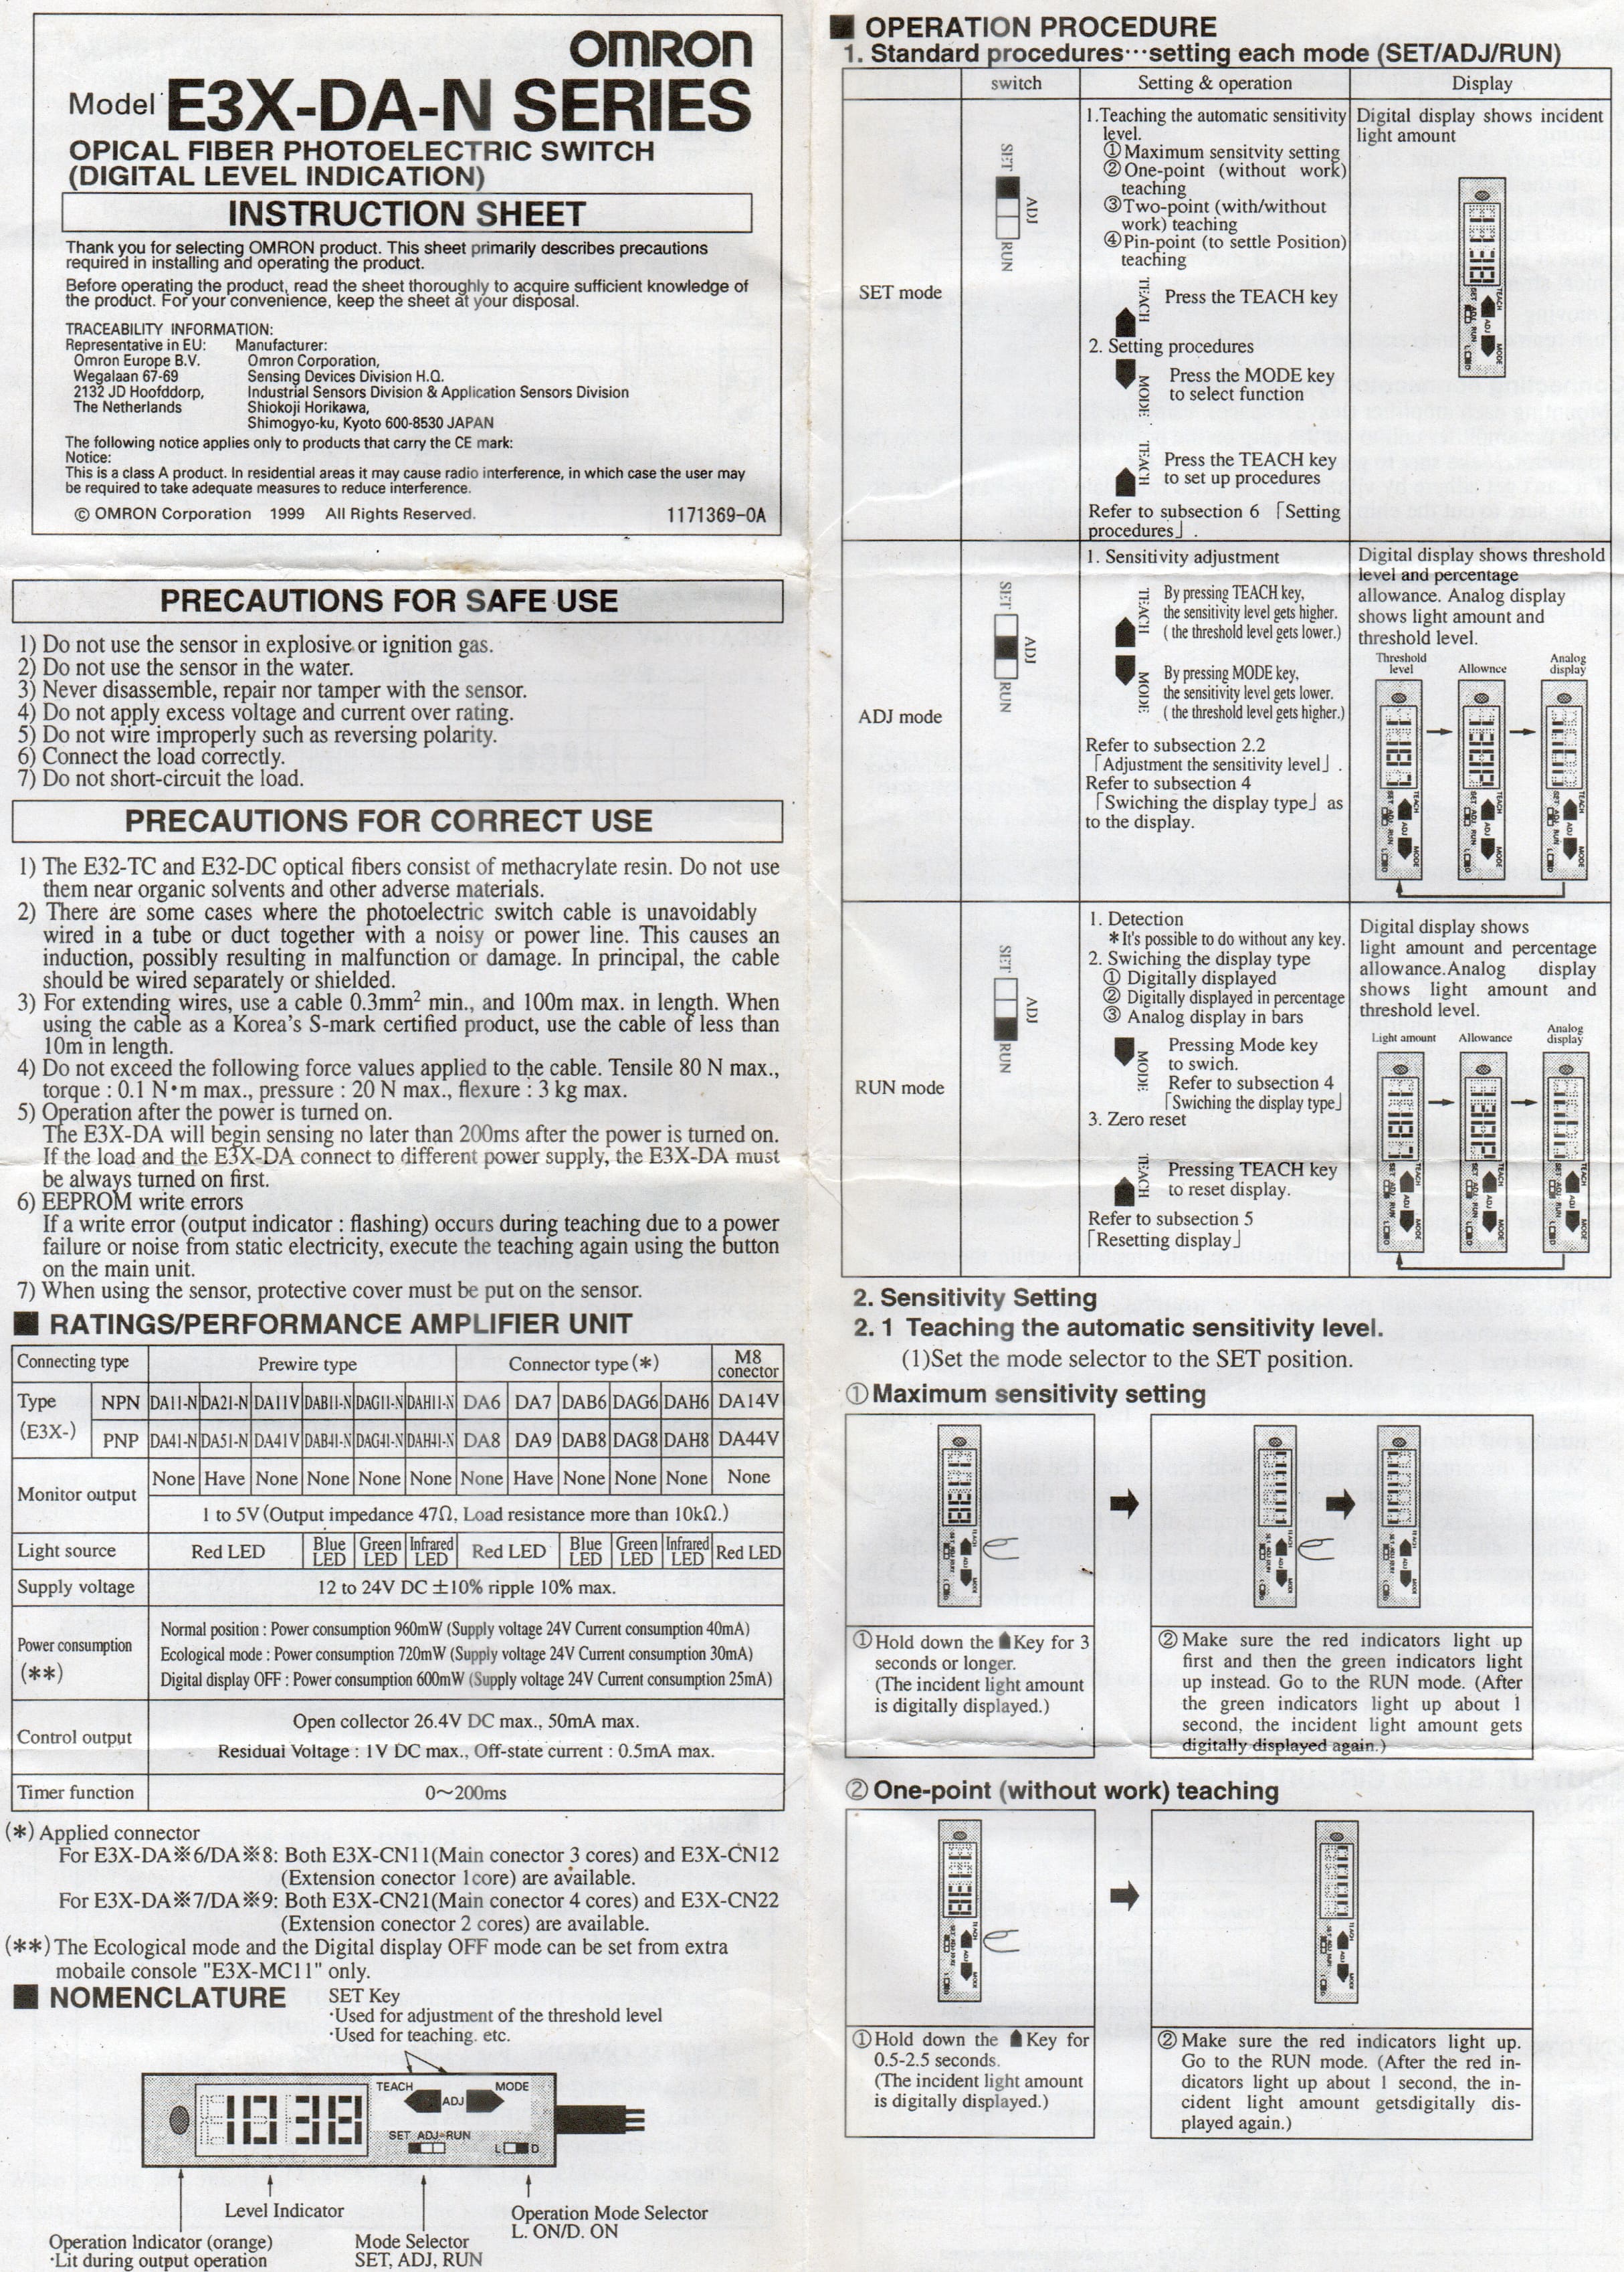 OMRON
Model E3X-DA-N SERIES
OPICAL FIBER PHOTOELECTRIC SWITCH
(DIGITAL LEVEL INDICATION)
INSTRUCTION SHEET
Thank you for selecting OMRON product. This sheet primarily describes precautions
required in installing and operating the product.
Before operating the product, read the sheet thoroughly to acquire sufficient knowledge of
the product. For your convenience, keep the sheet at your disposal.
TRACEABILITY INFORMATION:
Representative in EU: Manufacturer:
Omron Europe B.V. Omron Corporation,
Wegalaan 67-69 Sensing Devices Division H.Q.
2132 JD Hoofddorp, Industrial Sensors Division & Application Sensors Division
The Netherlands Shiokoji Horikawa,
Shimogyo-ku, Kyoto 600-8530 JAPAN
The following notice applies only to products that carry the CE mark:
Notice:
This is a class A product. In residential areas it may cause radio interference, in which case the user may
be required to take adequate measures to reduce interference.
© OMRON Corporation 1999 All Rights Reserved. 1171369-0A
PRECAUTIONS FOR SAFE USE
1) Do not use the sensor in explosive or ignition gas.
2) Do not use the sensor in the water.
3) Never disassemble, repair nor tamper with the sensor.
4) Do not apply excess voltage and current over rating.
5) Do not wire improperly such as reversing polarity.
6) Connect the load correctly.
7) Do not short-circuit the load.
PRECAUTIONS FOR CORRECT USE
1) The E32-TC and E32-DC optical fibers consist of methacrylate resin. Do not use
them near organic solvents and other adverse materials.
2) There are some cases where the photoelectric switch cable is unavoidably
wired in a tube or duct together with a noisy or power line. This causes an
induction, possibly resulting in malfunction or damage. In principal, the cable
should be wired separately or shielded.
3) For extending wires, use a cable 0.3mm² min., and 100m max. in length. When
using the cable as a Korea's S-mark certified product, use the cable of less than
10m in length.
4) Do not exceed the following force values applied to the cable. Tensile 80 N max.,
torque : 0.1 N•m max., pressure : 20 N max., flexure : 3 kg max.
5) Operation after the power is turned on.
The E3X-DA will begin sensing no later than 200ms after the power is turned on.
If the load and the E3X-DA connect to different power supply, the E3X-DA must
be always turned on first.
6) EEPROM write errors
If a write error (output indicator : flashing) occurs during teaching due to a power
failure or noise from static electricity, execute the teaching again using the button
on the main unit.
7) When using the sensor, protective cover must be put on the sensor.
■ RATINGS/PERFORMANCE AMPLIFIER UNIT
Connecting type Prewire type Connector type (*) M8 conector
Type (E3X-) NPN DA11-N DA21-N DA11V DAB11-N DAG11-N DAH11-N DA6 DA7 DAB6 DAG6 DAH6 DA14V
PNP DA41-N DA51-N DA41V DAB41-N DAG41-N DAH41-N DA8 DA9 DAB8 DAG8 DAH8 DA44V
Monitor output None Have None None None None None Have None None None None
1 to 5V (Output impedance 47Ω, Load resistance more than 10kΩ.)
Light source Red LED Blue LED Green LED Infrared LED Red LED Blue LED Green LED Infrared LED Red LED
Supply voltage 12 to 24V DC ±10% ripple 10% max.
Power consumption (**) Normal position : Power consumption 960mW (Supply voltage 24V Current consumption 40mA)
Ecological mode : Power consumption 720mW (Supply voltage 24V Current consumption 30mA)
Digital display OFF : Power consumption 600mW (Supply voltage 24V Current consumption 25mA)
Control output Open collector 26.4V DC max., 50mA max.
Residual Voltage : 1V DC max., Off-state current : 0.5mA max.
Timer function 0～200ms
(*) Applied connector
For E3X-DA※6/DA※8: Both E3X-CN11(Main conector 3 cores) and E3X-CN12
(Extension conector 1core) are available.
For E3X-DA※7/DA※9: Both E3X-CN21(Main conector 4 cores) and E3X-CN22
(Extension conector 2 cores) are available.
(**) The Ecological mode and the Digital display OFF mode can be set from extra
mobaile console "E3X-MC11" only.
■ NOMENCLATURE
SET Key
·Used for adjustment of the threshold level
·Used for teaching. etc.
TEACH ADJ MODE
1038
SET ADJ RUN L D
Level Indicator
Operation Mode Selector
L. ON/D. ON
Operation Indicator (orange)
·Lit during output operation
Mode Selector
SET, ADJ, RUN
■ OPERATION PROCEDURE
1. Standard procedures···setting each mode (SET/ADJ/RUN)
switch Setting & operation Display
SET mode
SET ADJ RUN
1.Teaching the automatic sensitivity
level.
① Maximum sensitvity setting
② One-point (without work)
teaching
③ Two-point (with/without
work) teaching
④ Pin-point (to settle Position)
teaching
TEACH Press the TEACH key
2. Setting procedures
MODE Press the MODE key
to select function
TEACH Press the TEACH key
to set up procedures
Refer to subsection 6 「Setting
procedures」.
Digital display shows incident
light amount
1038
TEACH ADJ MODE
SET ADJ RUN L D
ADJ mode
SET ADJ RUN
1. Sensitivity adjustment
TEACH By pressing TEACH key,
the sensitivity level gets higher.
( the threshold level gets lower.)
MODE By pressing MODE key,
the sensitivity level gets lower.
( the threshold level gets higher.)
Refer to subsection 2.2
「Adjustment the sensitivity level」.
Refer to subsection 4
「Swiching the display type」 as
to the display.
Digital display shows threshold
level and percentage
allowance. Analog display
shows light amount and
threshold level.
Threshold level Allownce Analog display
TEACH ADJ MODE
SET ADJ RUN L D
TEACH ADJ MODE
SET ADJ RUN L D
TEACH ADJ MODE
SET ADJ RUN L D
RUN mode
SET ADJ RUN
1. Detection
＊It's possible to do without any key.
2. Swiching the display type
① Digitally displayed
② Digitally displayed in percentage
③ Analog display in bars
MODE Pressing Mode key
to swich.
Refer to subsection 4
「Swiching the display type」
3. Zero reset
TEACH Pressing TEACH key
to reset display.
Refer to subsection 5
「Resetting display」
Digital display shows
light amount and percentage
allowance.Analog display
shows light amount and
threshold level.
Light amount Allowance Analog display
TEACH ADJ MODE
SET ADJ RUN L D
TEACH ADJ MODE
SET ADJ RUN L D
TEACH ADJ MODE
SET ADJ RUN L D
2. Sensitivity Setting
2. 1 Teaching the automatic sensitivity level.
(1)Set the mode selector to the SET position.
① Maximum sensitivity setting
① Hold down the Key for 3
seconds or longer.
(The incident light amount
is digitally displayed.)
② Make sure the red indicators light up
first and then the green indicators light
up instead. Go to the RUN mode. (After
the green indicators light up about 1
second, the incident light amount gets
digitally displayed again.)
② One-point (without work) teaching
① Hold down the Key for
0.5-2.5 seconds.
(The incident light amount
is digitally displayed.)
② Make sure the red indicators light up.
Go to the RUN mode. (After the red in-
dicators light up about 1 second, the in-
cident light amount getsdigitally dis-
played again.)